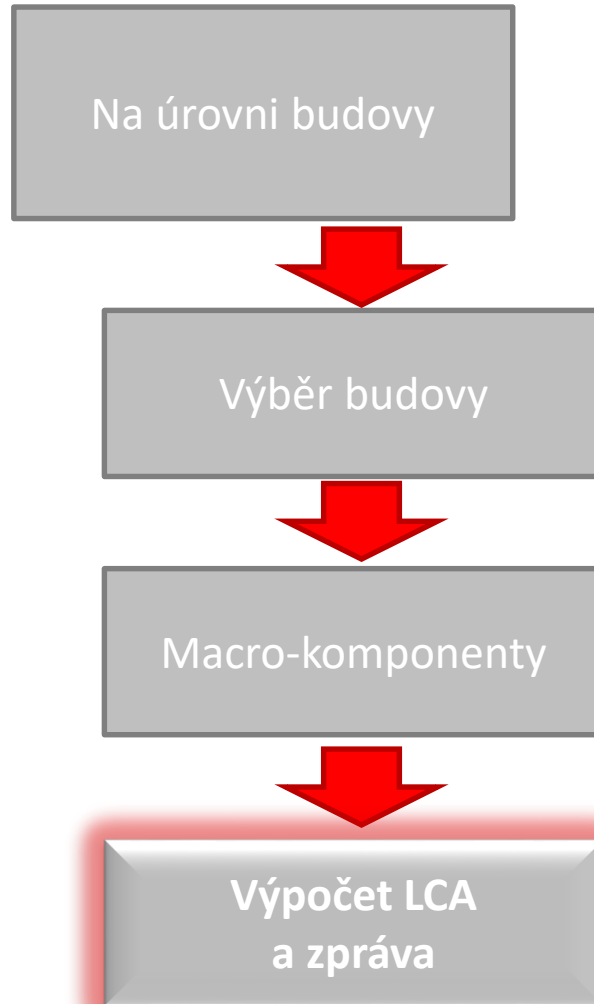 Na úrovni budovy
Výběr budovy
Macro-komponenty
Výpočet LCA
a zpráva